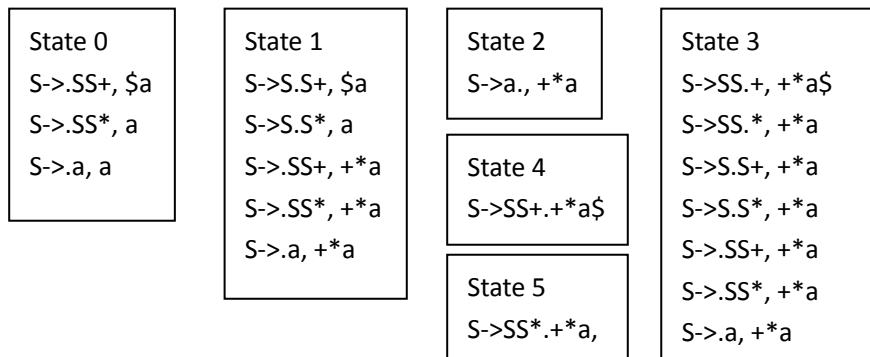 State 0
S->.SS+, $a
S->.SS*, a
S->.a, a
State 1
S->S.S+, $a
S->S.S*, a
S->.SS+, +*a
S->.SS*, +*a
S->.a, +*a
State 2
S->a., +*a
State 4
S->SS+.+*a$
State 5
S->SS*.+*a,
State 3
S->SS.+, +*a$
S->SS.*, +*a
S->S.S+, +*a
S->S.S*, +*a
S->.SS+, +*a
S->.SS*, +*a
S->.a, +*a